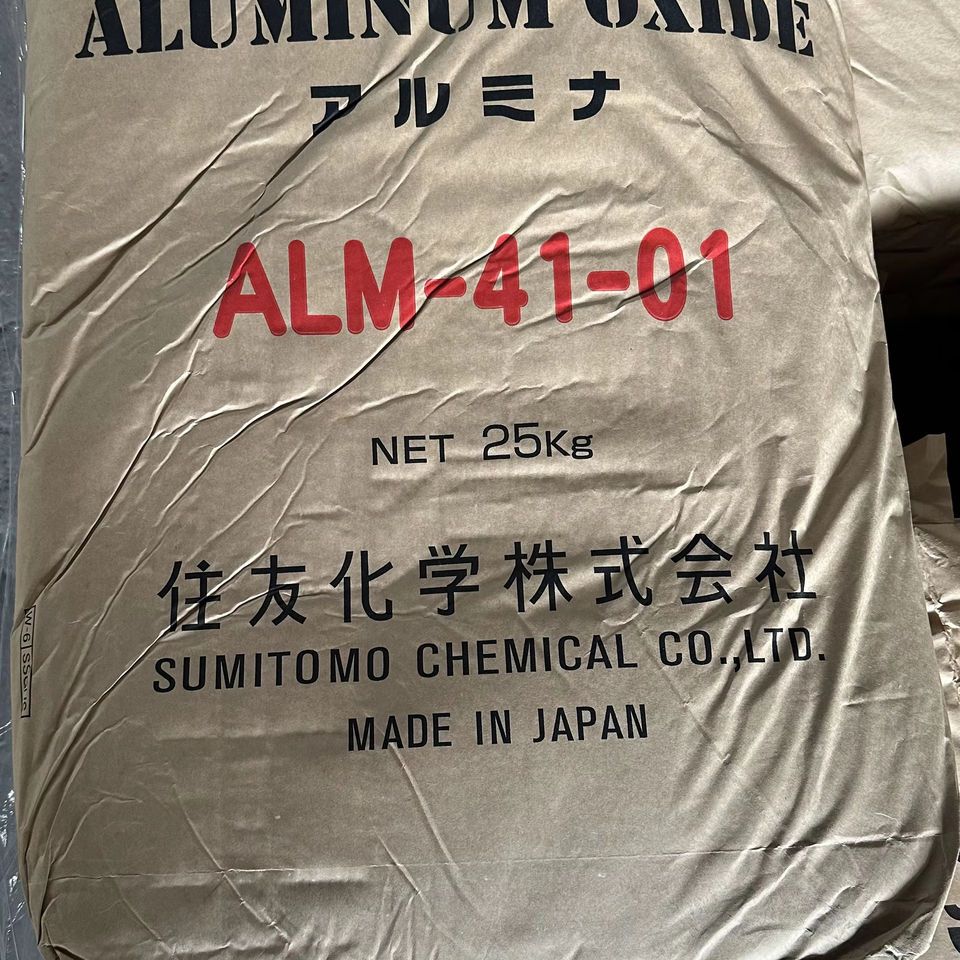 ALUMINUM OXIDE
アルミナ
ALM-41-01
NET 25Kg
住友化学株式会社
SUMITOMO CHEMICAL CO.,LTD.
MADE IN JAPAN
W-6